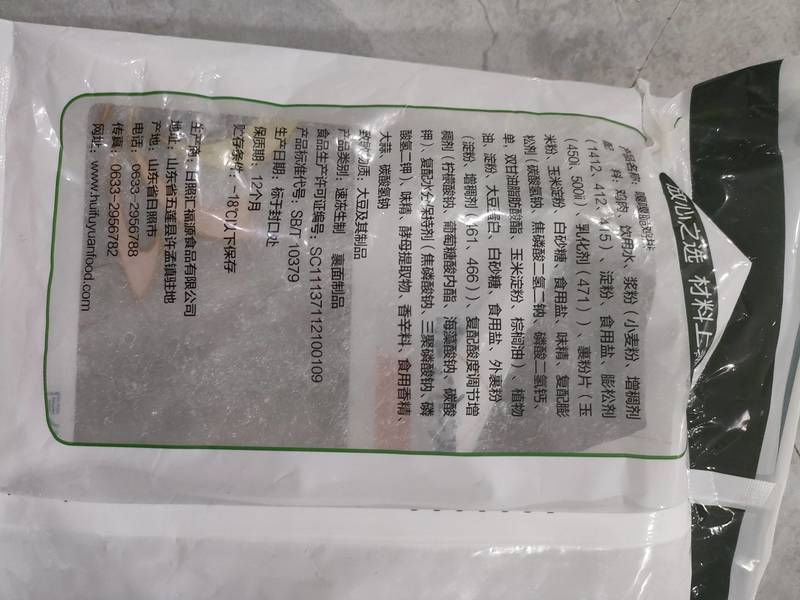 放心之选 材料上
产品名称:嘎嘣脆鸡排
配 料:鸡肉、饮用水、浆粉(小麦粉、增稠剂
(1412、412、415)、淀粉、食用盐、膨松剂
(450i、500ii)、乳化剂(471))、裹粉片(玉
米粉、玉米淀粉、白砂糖、食用盐、味精、复配膨
松剂(碳酸氢钠、焦磷酸二氢二钠、磷酸二氢钙、
单,双甘油脂肪酸酯、玉米淀粉、棕榈油)、植物
油、淀粉、大豆蛋白、白砂糖、食用盐、外裹粉
(淀粉、增稠剂(461、466))、复配酸度调节增
稠剂(柠檬酸钠、葡萄糖酸内酯、海藻酸钠、碳酸
钾)、复配水分保持剂(焦磷酸钠、三聚磷酸钠、磷
酸氢二钾)、味精、酵母提取物、香辛料、食用香精、
大蒜、碳酸氢钠
致敏物质:大豆及其制品
产品类别:速冻生制 裹面制品
食品生产许可证编号:SC11137112100109
产品标准代号:SB/T10379
生产日期:标于封口处
保质期:12个月
贮存条件:-18℃以下保存
生产商:日照汇福源食品有限公司
地址:山东省五莲县许孟镇驻地
产地:山东省日照市
电话:0633-2956788
传真:0633-2956782
网址:www.huifuyuanfood.com